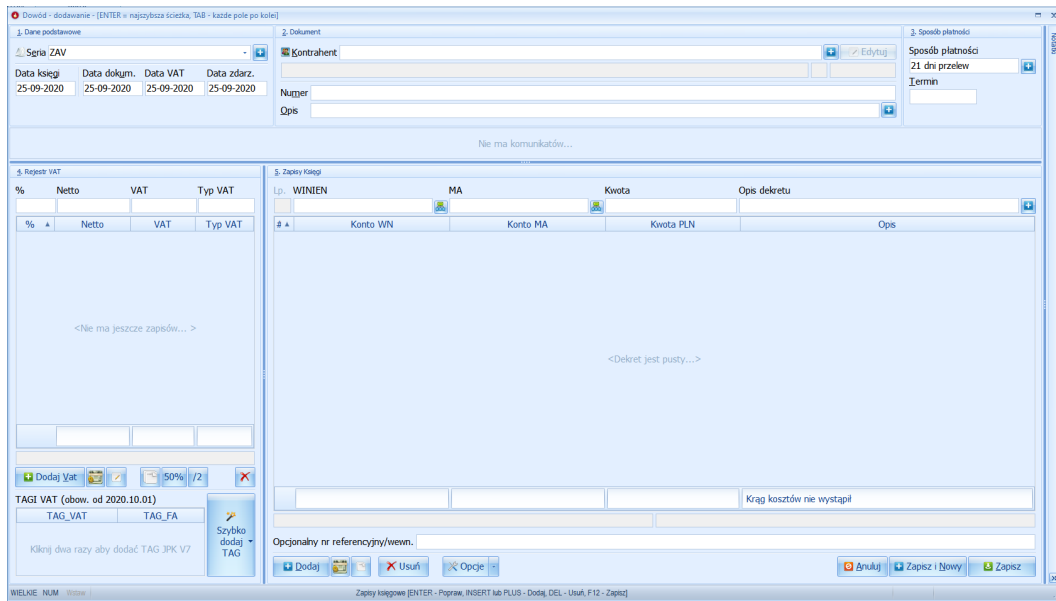 Dowód - dodawanie - [ENTER = najszybsza ścieżka, TAB - każde pole po kolei]
1. Dane podstawowe
Seria ZAV
Data księgi Data dokum. Data VAT Data zdarz.
25-09-2020 25-09-2020 25-09-2020 25-09-2020
2. Dokument
Kontrahent Edytuj
Numer
Opis
3. Sposób płatności
Sposób płatności
21 dni przelew
Termin
Notatki
Nie ma komunikatów...
4. Rejestr VAT
% Netto VAT Typ VAT
% Netto VAT Typ VAT
<Nie ma jeszcze zapisów... >
Dodaj Vat 50% /2
TAGI VAT (obow. od 2020.10.01)
TAG_VAT TAG_FA
Kliknij dwa razy aby dodać TAG JPK V7
Szybko
dodaj
TAG
5. Zapisy Księgi
Lp. WINIEN MA Kwota Opis dekretu
# Konto WN Konto MA Kwota PLN Opis
<Dekret jest pusty...>
Krąg kosztów nie wystąpił
Opcjonalny nr referencyjny/wewn.
Dodaj Usuń Opcje Anuluj Zapisz i Nowy Zapisz
WIELKIE NUM Wstaw Zapisy księgowe [ENTER - Popraw, INSERT lub PLUS - Dodaj, DEL - Usuń, F12 - Zapisz]